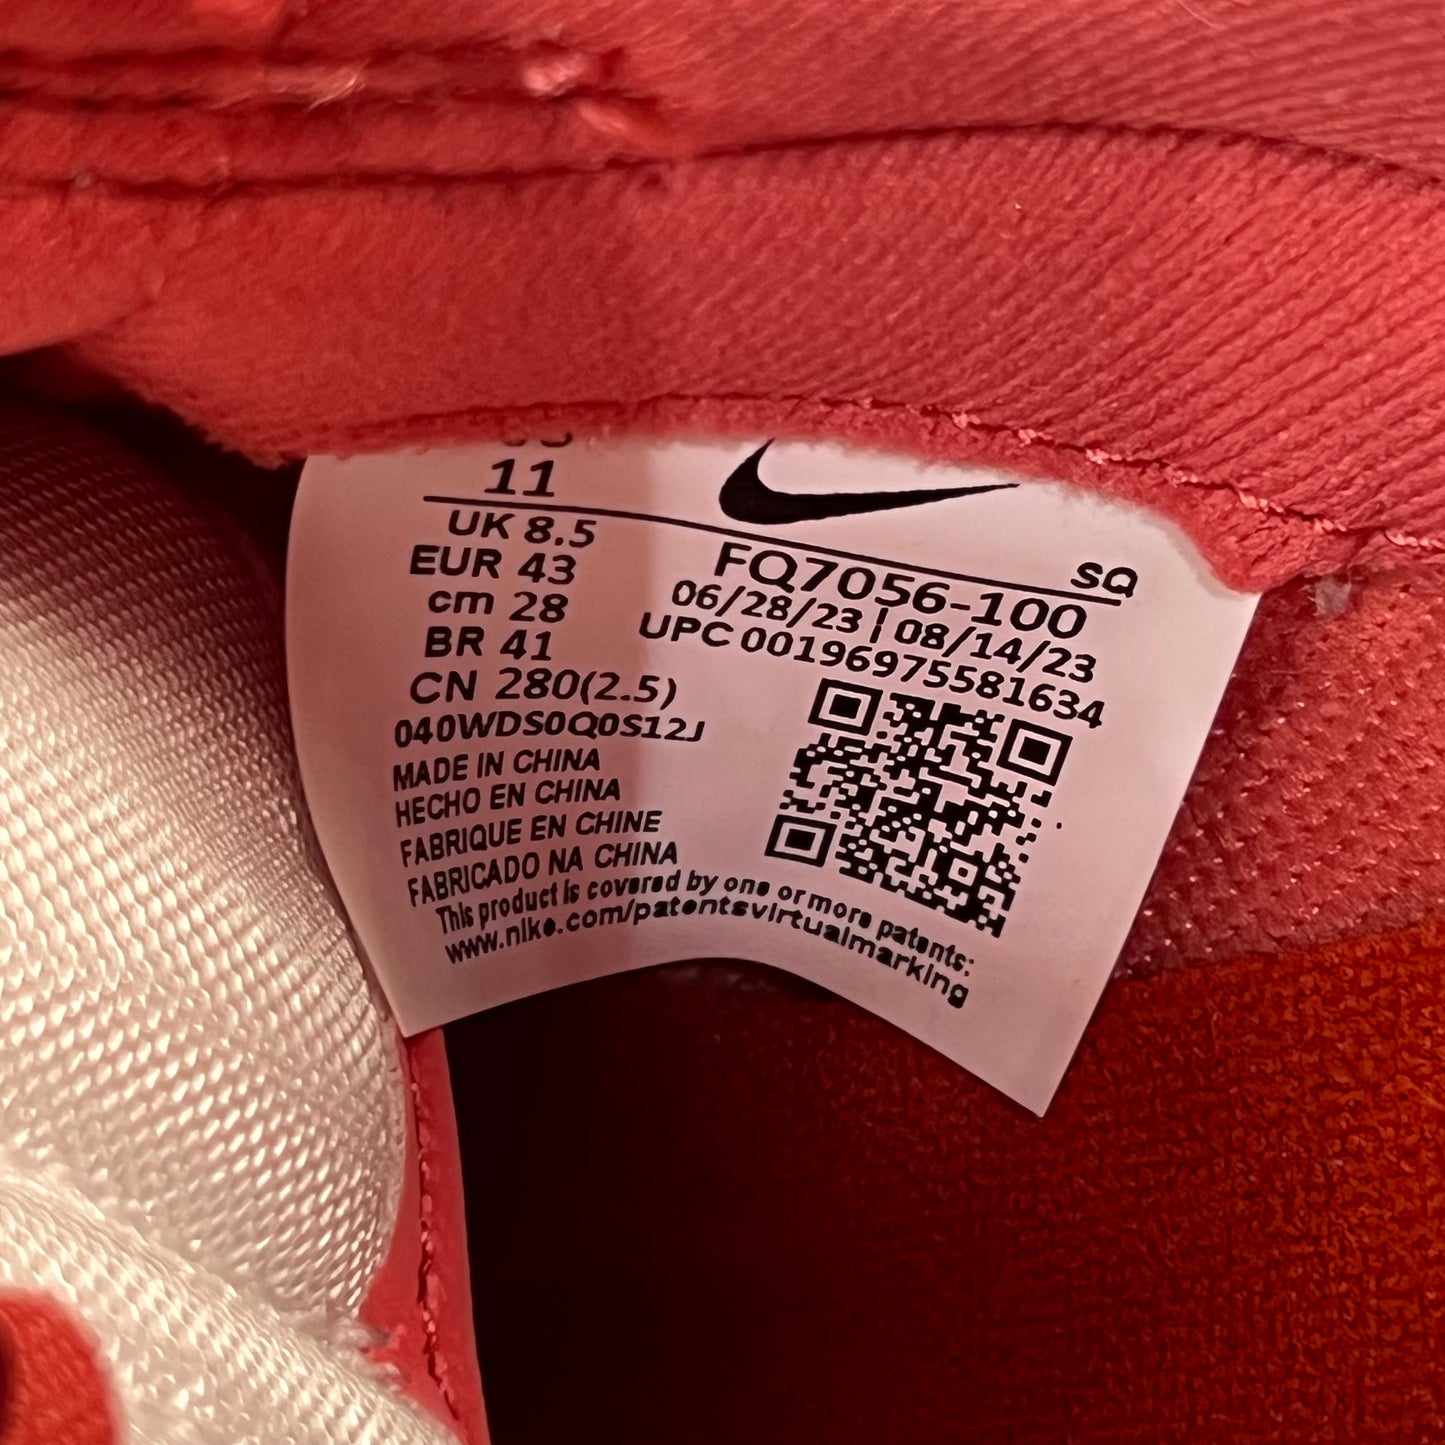 11
UK 8.5
EUR 43
cm 28
BR 41
CN 280(2.5)
040WDS0Q0S12J
MADE IN CHINA
HECHO EN CHINA
FABRIQUE EN CHINE
FABRICADO NA CHINA
This product is covered by one or more patents:
www.nike.com/patentsvirtualmarking
SQ
FQ7056-100
06/28/23 | 08/14/23
UPC 00196975581634